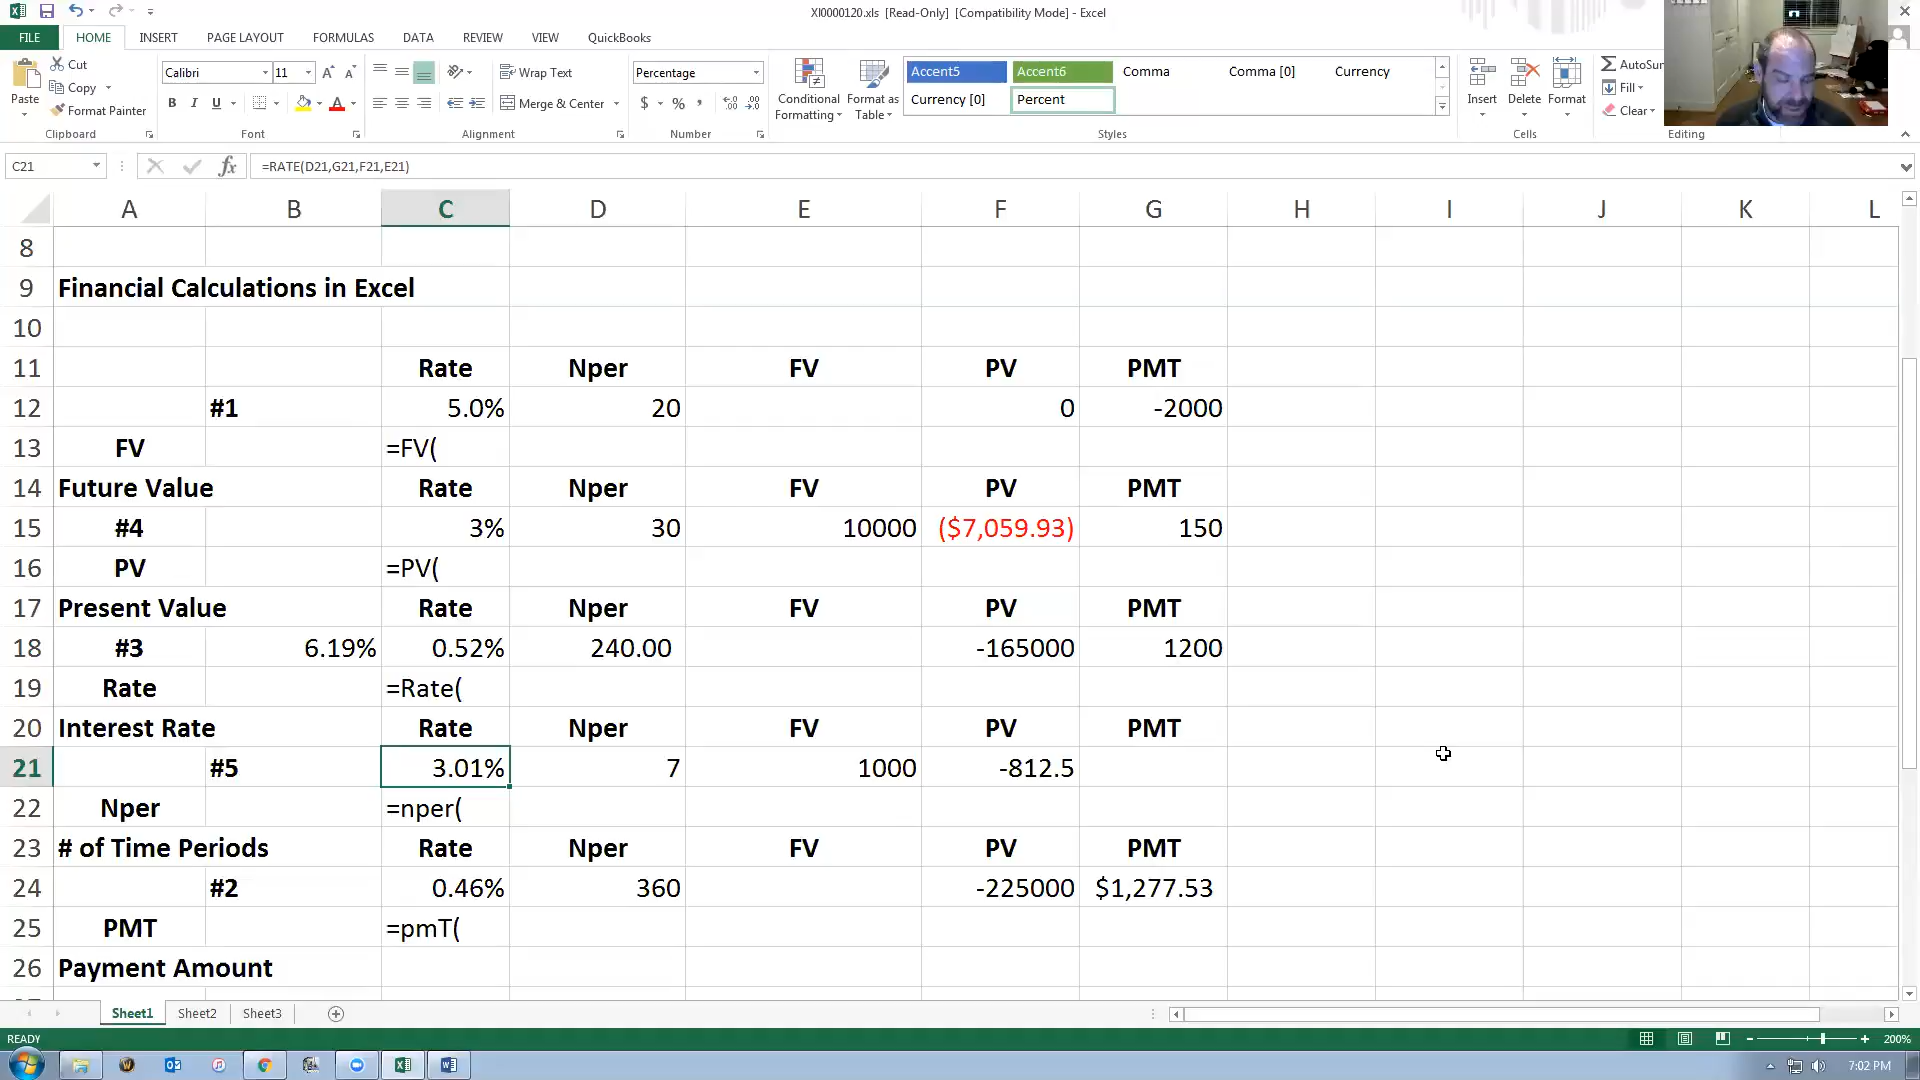 XI0000120.xls [Read-Only] [Compatibility Mode] - Excel
FILE HOME INSERT PAGE LAYOUT FORMULAS DATA REVIEW VIEW QuickBooks
Paste
Cut
Copy
Format Painter
Clipboard
Calibri 11
B I U
Font
Wrap Text
Merge & Center
Alignment
Percentage
$ %
Number
Conditional Formatting
Format as Table
Accent5 Accent6 Comma Comma [0] Currency
Currency [0] Percent
Styles
Insert Delete Format
Cells
AutoSum
Fill
Clear
Editing
C21 fx =RATE(D21,G21,F21,E21)
A B C D E F G H I J K L
8
9 Financial Calculations in Excel
10
11 Rate Nper FV PV PMT
12 #1 5.0% 20 0 -2000
13 FV =FV(
14 Future Value Rate Nper FV PV PMT
15 #4 3% 30 10000 ($7,059.93) 150
16 PV =PV(
17 Present Value Rate Nper FV PV PMT
18 #3 6.19% 0.52% 240.00 -165000 1200
19 Rate =Rate(
20 Interest Rate Rate Nper FV PV PMT
21 #5 3.01% 7 1000 -812.5
22 Nper =nper(
23 # of Time Periods Rate Nper FV PV PMT
24 #2 0.46% 360 -225000 $1,277.53
25 PMT =pmT(
26 Payment Amount
Sheet1 Sheet2 Sheet3
READY 200%
7:02 PM